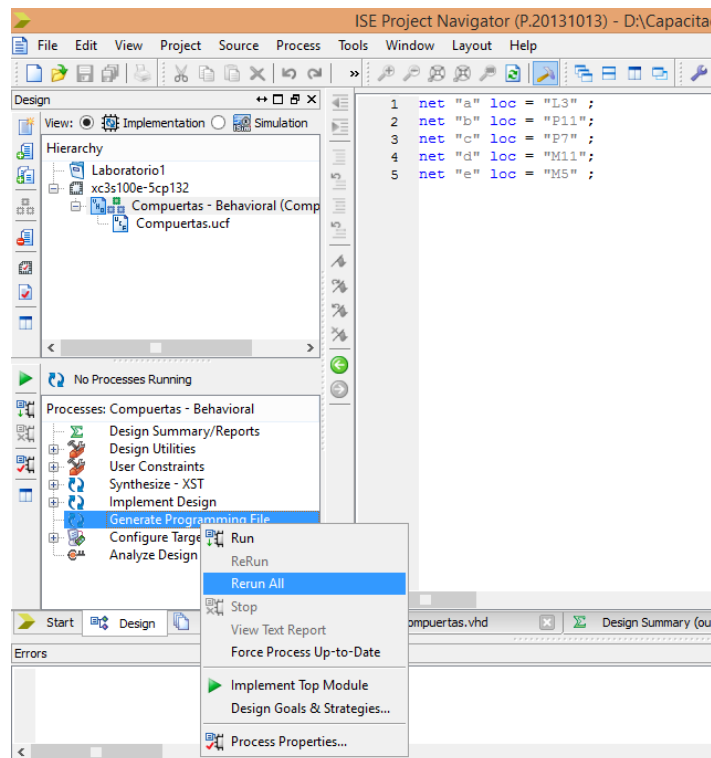 ISE Project Navigator (P.20131013) - D:\Capacita
File Edit View Project Source Process Tools Window Layout Help
»
Design
View: Implementation Simulation
Hierarchy
Laboratorio1
xc3s100e-5cp132
Compuertas - Behavioral (Comp
Compuertas.ucf
1 net "a" loc = "L3" ;
2 net "b" loc = "P11";
3 net "c" loc = "P7" ;
4 net "d" loc = "M11";
5 net "e" loc = "M5" ;
No Processes Running
Processes: Compuertas - Behavioral
Design Summary/Reports
Design Utilities
User Constraints
Synthesize - XST
Implement Design
Generate Programming File
Configure Targe
Analyze Design
Run
ReRun
Rerun All
Stop
View Text Report
Force Process Up-to-Date
Implement Top Module
Design Goals & Strategies...
Process Properties...
Start Design
ompuertas.vhd
Design Summary (ou
Errors